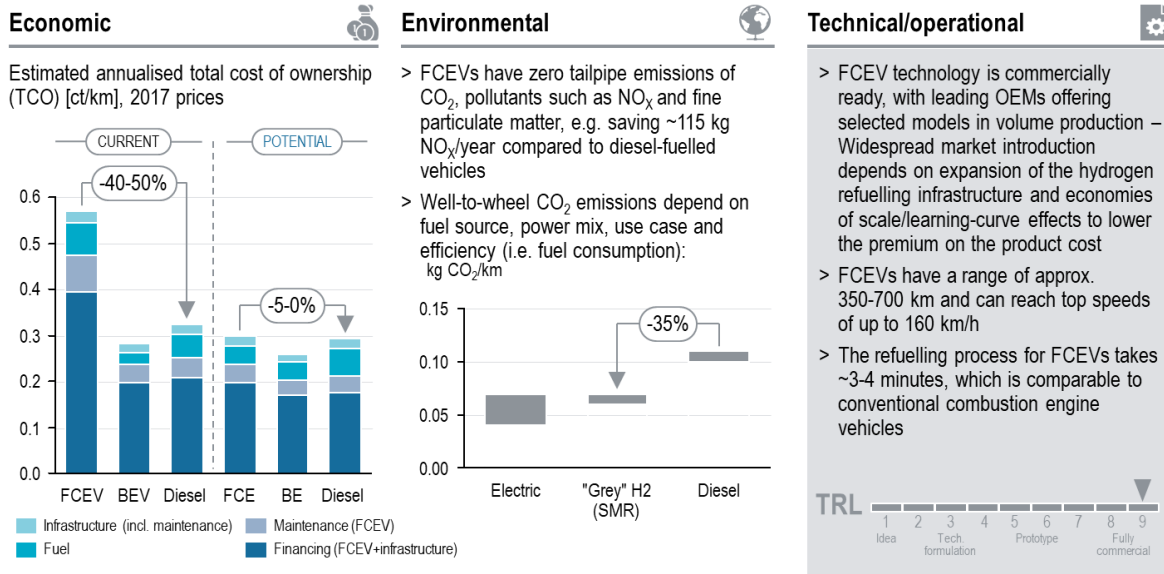 Economic
Estimated annualised total cost of ownership
(TCO) [ct/km], 2017 prices
CURRENT
POTENTIAL
-40-50%
-5-0%
0.6
0.5
0.4
0.3
0.2
0.1
0.0
FCEV BEV Diesel FCE BE Diesel
Infrastructure (incl. maintenance)
Maintenance (FCEV)
Fuel
Financing (FCEV+infrastructure)
Environmental
> FCEVs have zero tailpipe emissions of
CO2, pollutants such as NOX and fine
particulate matter, e.g. saving ~115 kg
NOX/year compared to diesel-fuelled
vehicles
> Well-to-wheel CO2 emissions depend on
fuel source, power mix, use case and
efficiency (i.e. fuel consumption):
kg CO2/km
0.15
0.10
0.05
0.00
-35%
Electric "Grey" H2 Diesel
(SMR)
Technical/operational
> FCEV technology is commercially
ready, with leading OEMs offering
selected models in volume production –
Widespread market introduction
depends on expansion of the hydrogen
refuelling infrastructure and economies
of scale/learning-curve effects to lower
the premium on the product cost
> FCEVs have a range of approx.
350-700 km and can reach top speeds
of up to 160 km/h
> The refuelling process for FCEVs takes
~3-4 minutes, which is comparable to
conventional combustion engine
vehicles
TRL
1 2 3 4 5 6 7 8 9
Idea Tech. Prototype Fully
formulation commercial